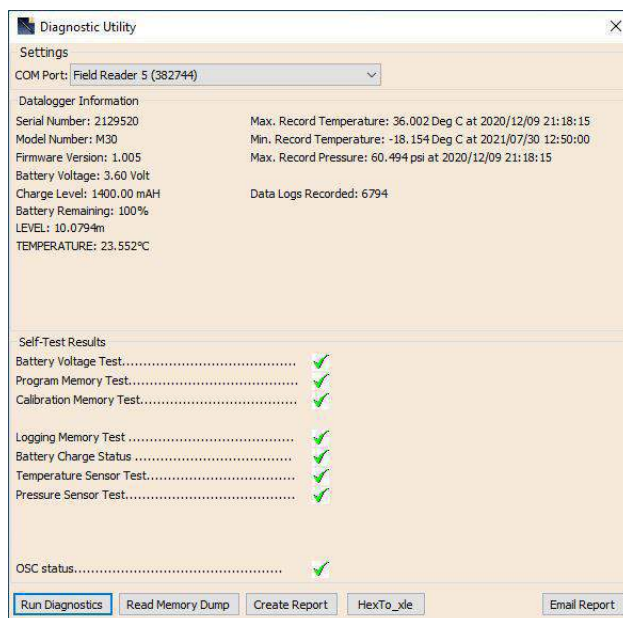 Diagnostic Utility
Settings
COM Port: Field Reader 5 (382744)
Datalogger Information
Serial Number: 2129520
Max. Record Temperature: 36.002 Deg C at 2020/12/09 21:18:15
Model Number: M30
Min. Record Temperature: -18.154 Deg C at 2021/07/30 12:50:00
Firmware Version: 1.005
Max. Record Pressure: 60.494 psi at 2020/12/09 21:18:15
Battery Voltage: 3.60 Volt
Charge Level: 1400.00 mAH
Data Logs Recorded: 6794
Battery Remaining: 100%
LEVEL: 10.0794m
TEMPERATURE: 23.552°C
Self-Test Results
Battery Voltage Test..........................................
Program Memory Test.........................................
Calibration Memory Test......................................
Logging Memory Test ........................................
Battery Charge Status ......................................
Temperature Sensor Test....................................
Pressure Sensor Test.........................................
OSC status..................................................
Run Diagnostics
Read Memory Dump
Create Report
HexTo_xle
Email Report